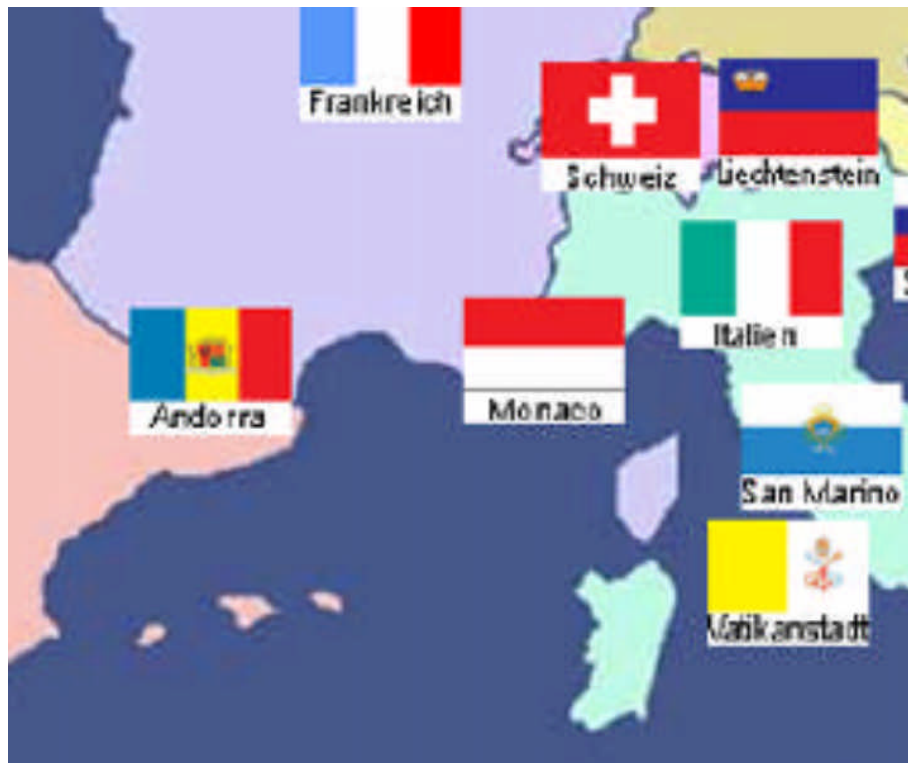 Frankreich
Schweiz
Liechtenstein
Italien
Andorra
Monaco
San Marino
Vatikanstadt